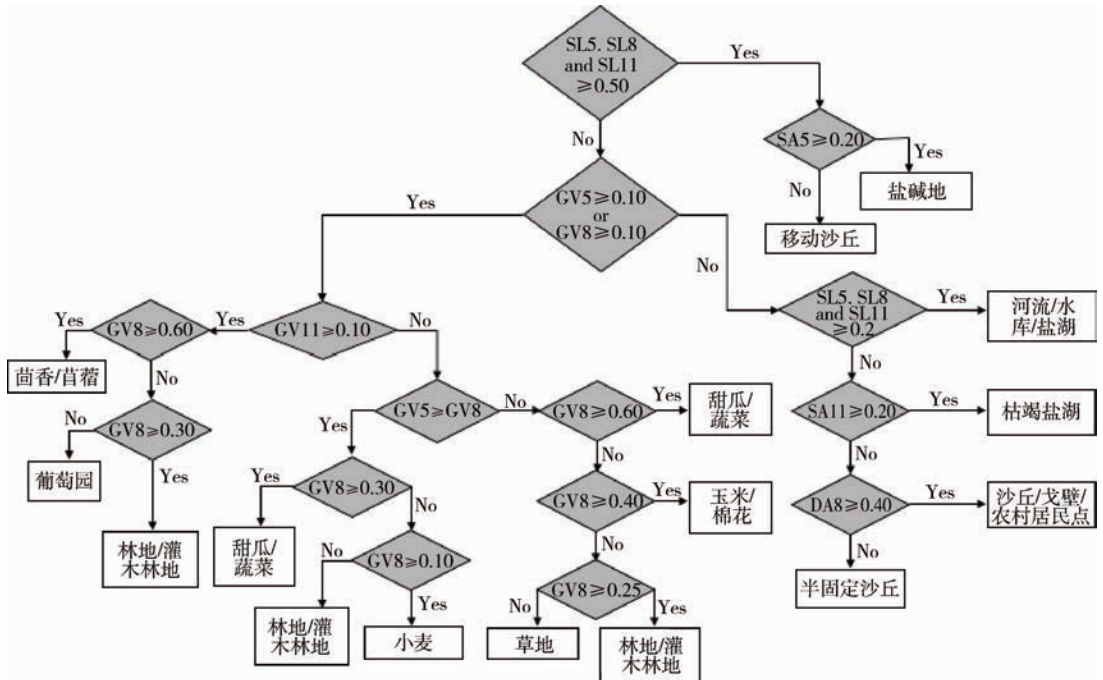 SL5. SL8
and SL11
≥0.50
Yes
No
SA5≥0.20
Yes
盐碱地
No
移动沙丘
GV5≥0.10
or
GV8≥0.10
Yes
No
SL5. SL8
and SL11
≥0.2
Yes
河流/水
库/盐湖
No
GV11≥0.10
Yes
No
GV8≥0.60
Yes
茴香/苜蓿
No
GV8≥0.30
No
葡萄园
Yes
林地/灌
木林地
GV5≥GV8
Yes
No
GV8≥0.30
Yes
甜瓜/
蔬菜
No
GV8≥0.10
No
林地/灌
木林地
Yes
小麦
GV8≥0.60
Yes
甜瓜/
蔬菜
No
GV8≥0.40
Yes
玉米/
棉花
No
GV8≥0.25
No
草地
Yes
林地/灌
木林地
SA11≥0.20
Yes
枯竭盐湖
No
DA8≥0.40
Yes
沙丘/戈壁/
农村居民点
No
半固定沙丘